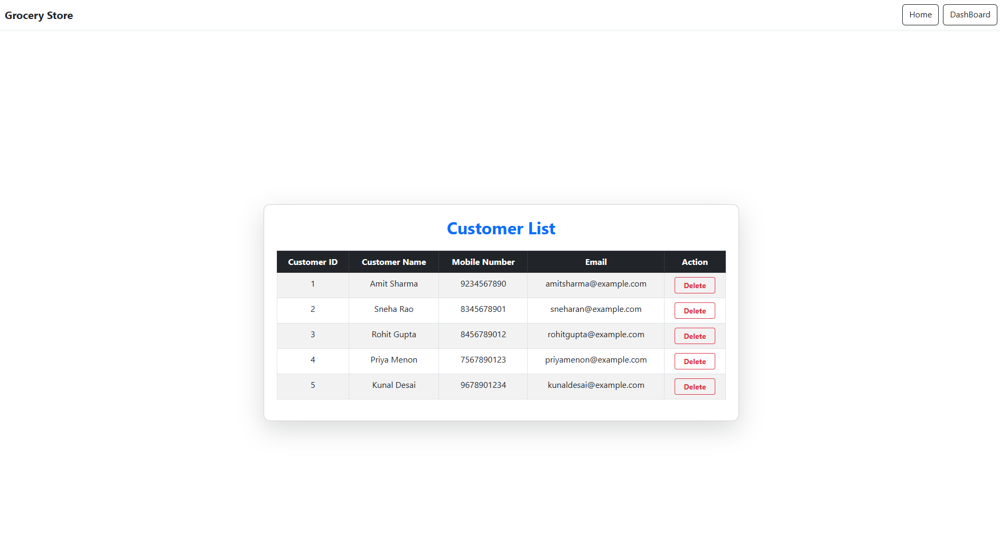 Grocery Store Home DashBoard
Customer List
Customer ID Customer Name Mobile Number Email Action
1 Amit Sharma 9234567890 amitsharma@example.com Delete
2 Sneha Rao 8345678901 sneharan@example.com Delete
3 Rohit Gupta 8456789012 rohitgupta@example.com Delete
4 Priya Menon 7567890123 priyamenon@example.com Delete
5 Kunal Desai 9678901234 kunaldesai@example.com Delete